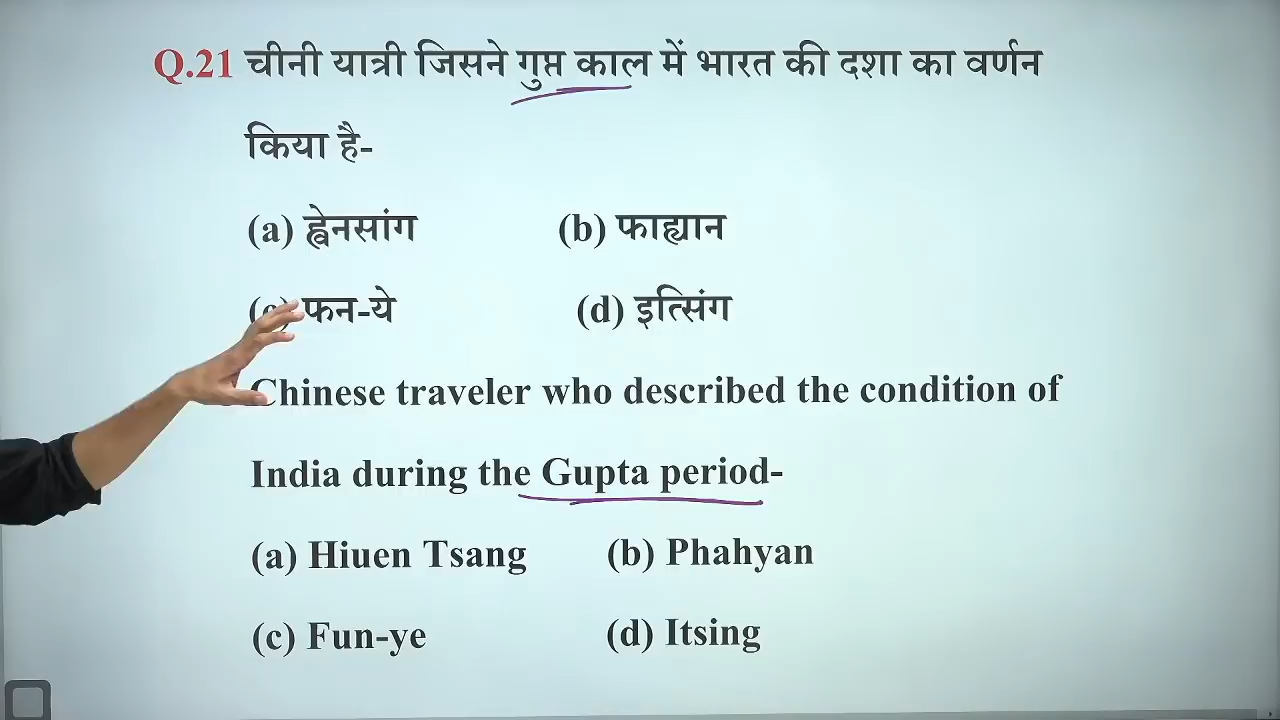 Q.21 चीनी यात्री जिसने गुप्त काल में भारत की दशा का वर्णन
किया है-
(a) ह्वेनसांग (b) फाह्यान
(c) फन-ये (d) इत्सिंग
Chinese traveler who described the condition of
India during the Gupta period-
(a) Hiuen Tsang (b) Phahyan
(c) Fun-ye (d) Itsing